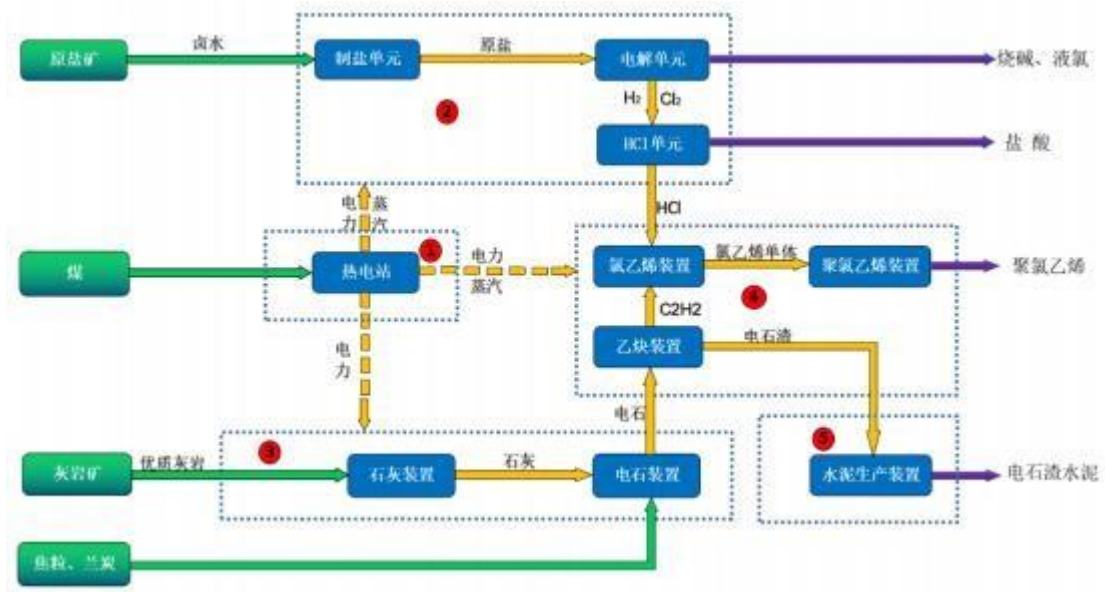 原盐矿
卤水
制盐单元
原盐
电解单元
烧碱、液氯
H₂
Cl₂
②
HCl单元
盐 酸
电力
蒸汽
HCl
煤
热电站
①
电力
蒸汽
氯乙烯装置
氯乙烯单体
聚氯乙烯装置
聚氯乙烯
④
C2H2
乙炔装置
电石渣
电力
电石
灰岩矿
优质灰岩
③
石灰装置
石灰
电石装置
⑤
水泥生产装置
电石渣水泥
焦粒、兰炭